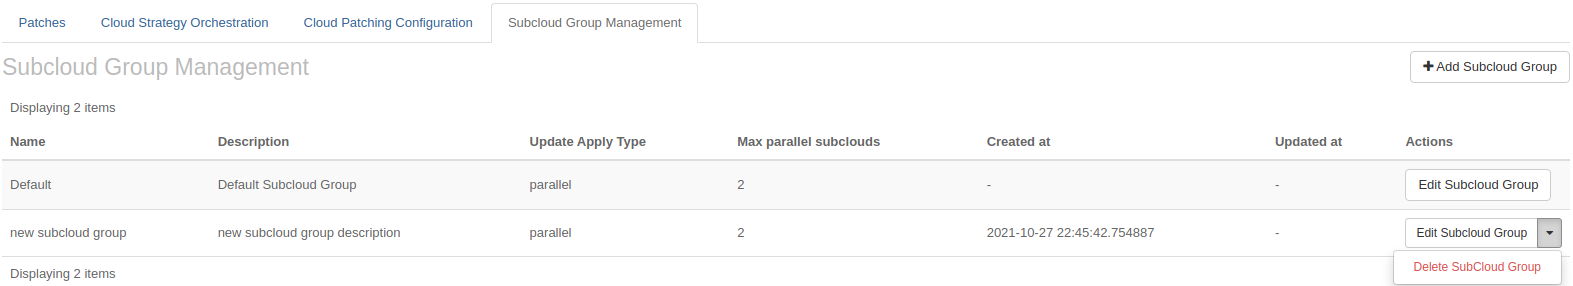 Patches Cloud Strategy Orchestration Cloud Patching Configuration Subcloud Group Management
Subcloud Group Management
Add Subcloud Group
Displaying 2 items
Name Description Update Apply Type Max parallel subclouds Created at Updated at Actions
Default Default Subcloud Group parallel 2 - - Edit Subcloud Group
new subcloud group new subcloud group description parallel 2 2021-10-27 22:45:42.754887 - Edit Subcloud Group
Delete SubCloud Group
Displaying 2 items